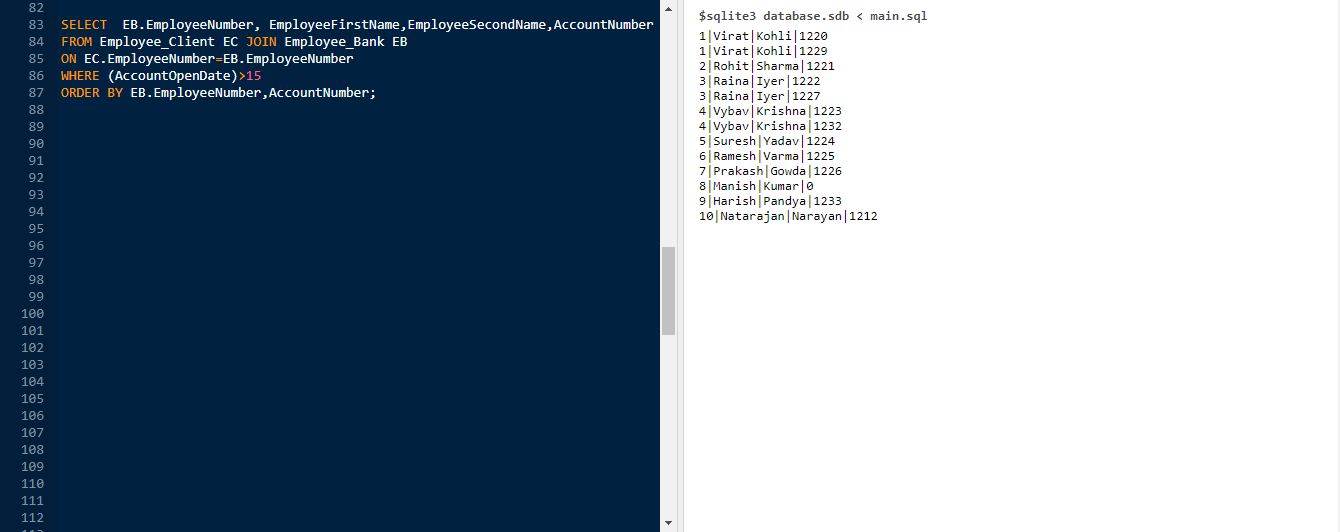 82
83 SELECT  EB.EmployeeNumber, EmployeeFirstName,EmployeeSecondName,AccountNumber
84 FROM Employee_Client EC JOIN Employee_Bank EB
85 ON EC.EmployeeNumber=EB.EmployeeNumber
86 WHERE (AccountOpenDate)>15
87 ORDER BY EB.EmployeeNumber,AccountNumber;
88
89
90
91
92
93
94
95
96
97
98
99
100
101
102
103
104
105
106
107
108
109
110
111
112
$sqlite3 database.sdb < main.sql
1|Virat|Kohli|1220
1|Virat|Kohli|1229
2|Rohit|Sharma|1221
3|Raina|Iyer|1222
3|Raina|Iyer|1227
4|Vybav|Krishna|1223
4|Vybav|Krishna|1232
5|Suresh|Yadav|1224
6|Ramesh|Varma|1225
7|Prakash|Gowda|1226
8|Manish|Kumar|0
9|Harish|Pandya|1233
10|Natarajan|Narayan|1212